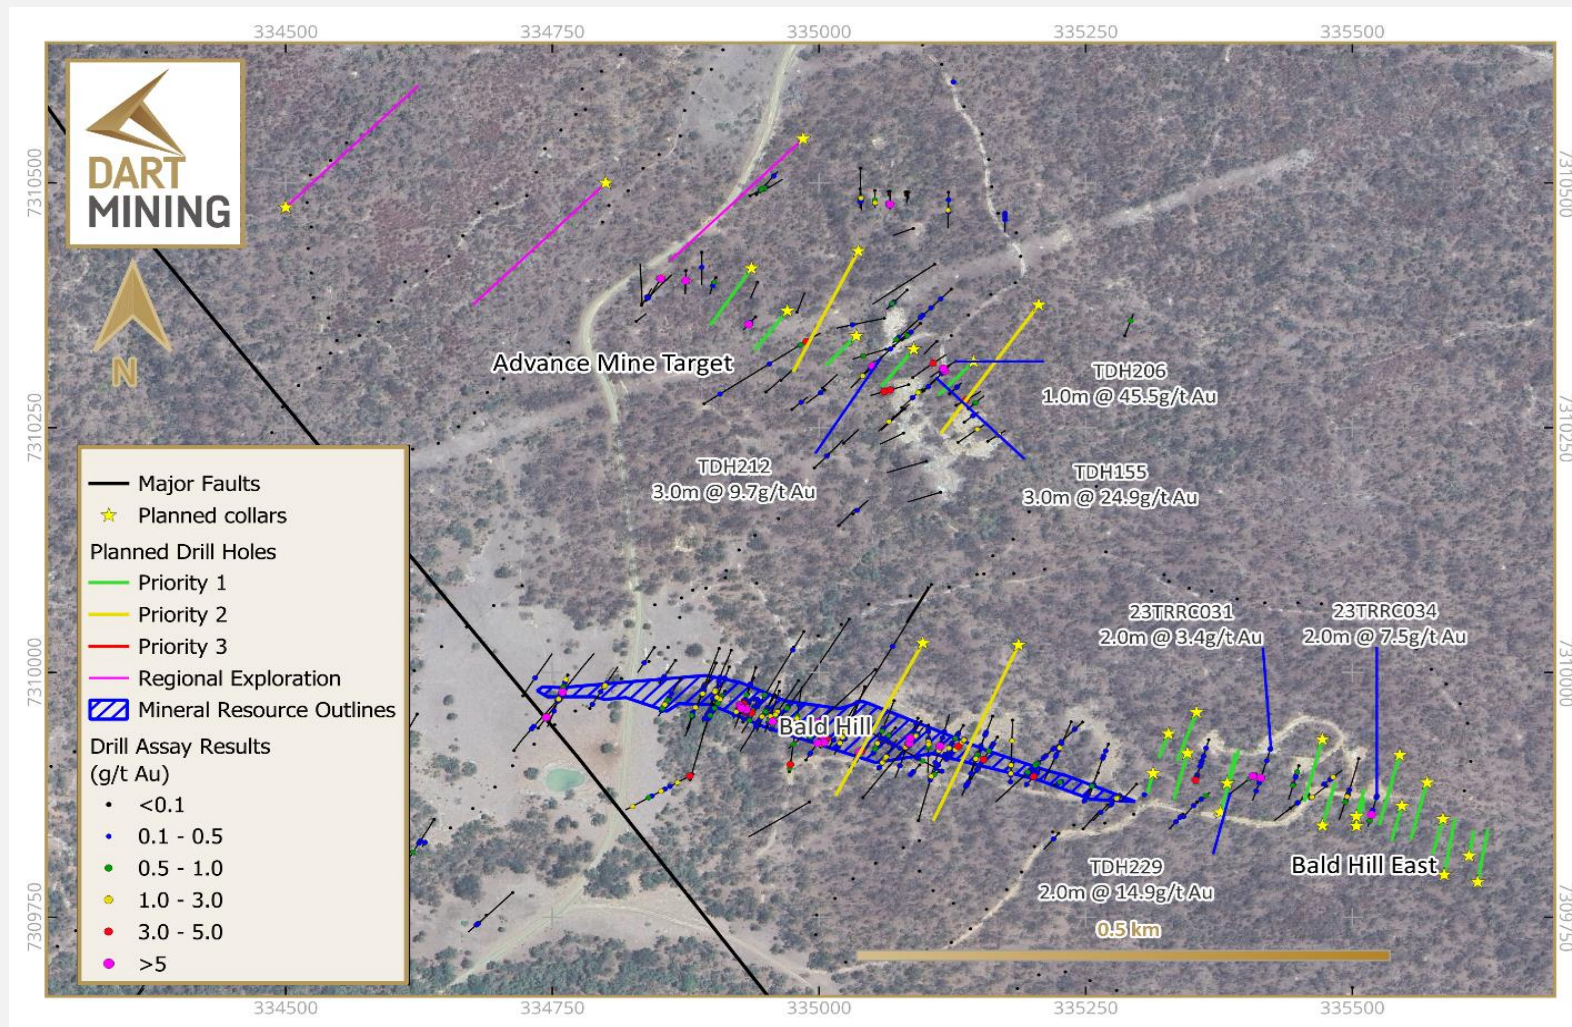 334500 334750 335000 335250 335500
DART
MINING
N
7310500
7310500
Advance Mine Target
TDH206
1.0m @ 45.5g/t Au
7310250
7310250
TDH212
3.0m @ 9.7g/t Au
TDH155
3.0m @ 24.9g/t Au
Major Faults
Planned collars
Planned Drill Holes
Priority 1
Priority 2
Priority 3
Regional Exploration
Mineral Resource Outlines
Drill Assay Results
(g/t Au)
<0.1
0.1 - 0.5
0.5 - 1.0
1.0 - 3.0
3.0 - 5.0
>5
23TRRC031
2.0m @ 3.4g/t Au
23TRRC034
2.0m @ 7.5g/t Au
7310000
7310000
Bald Hill
TDH229
2.0m @ 14.9g/t Au
Bald Hill East
0.5 km
7309750
7309750
334500 334750 335000 335250 335500